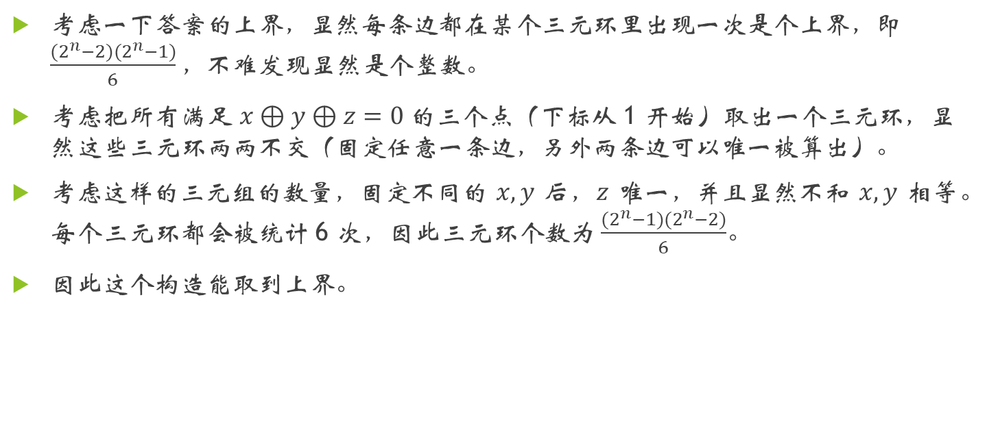 考虑一下答案的上界，显然每条边都在某个三元环里出现一次是个上界，即
(2^n−2)(2^n−1)/6，不难发现显然是个整数。
考虑把所有满足 x⊕y⊕z = 0 的三个点（下标从 1 开始）取出一个三元环，显
然这些三元环两两不交（固定任意一条边，另外两条边可以唯一被算出）。
考虑这样的三元组的数量，固定不同的 x, y 后，z 唯一，并且显然不和 x, y 相等。
每个三元环都会被统计 6 次，因此三元环个数为 (2^n−1)(2^n−2)/6。
因此这个构造能取到上界。